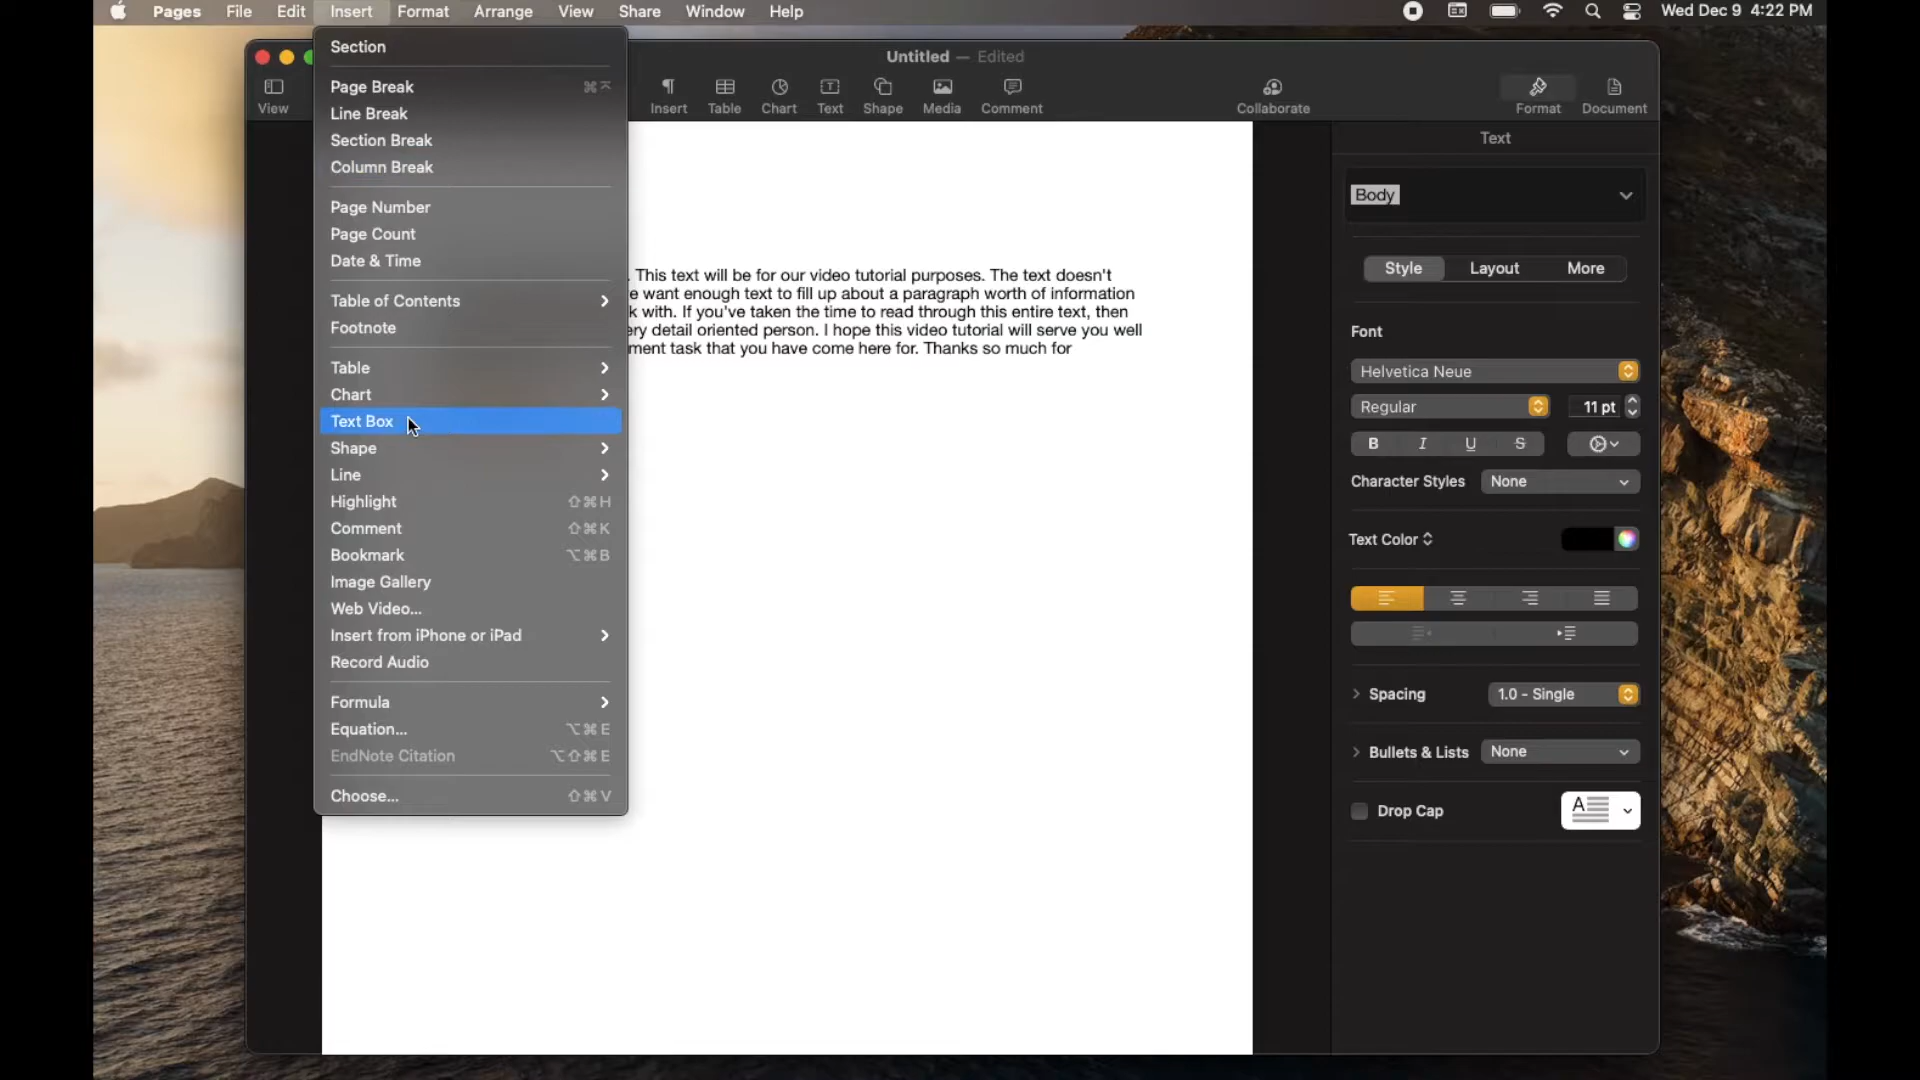 Pages File Edit Insert Format Arrange View Share Window Help Wed Dec 9 4:22 PM
Untitled — Edited
View Insert Table Chart Text Shape Media Comment Collaborate Format Document
Section
Page Break ⌘
Line Break
Section Break
Column Break
Page Number
Page Count
Date & Time
Table of Contents
Footnote
Table
Chart
Text Box
Shape
Line
Highlight ⇧⌘H
Comment ⇧⌘K
Bookmark ⌥⌘B
Image Gallery
Web Video...
Insert from iPhone or iPad
Record Audio
Formula
Equation... ⌥⌘E
EndNote Citation ⌥⇧⌘E
Choose... ⇧⌘V
. This text will be for our video tutorial purposes. The text doesn't
e want enough text to fill up about a paragraph worth of information
k with. If you've taken the time to read through this entire text, then
ery detail oriented person. I hope this video tutorial will serve you well
ment task that you have come here for. Thanks so much for
Text
Body
Style Layout More
Font
Helvetica Neue
Regular 11 pt
B I U S
Character Styles None
Text Color
Spacing 1.0 - Single
Bullets & Lists None
Drop Cap A